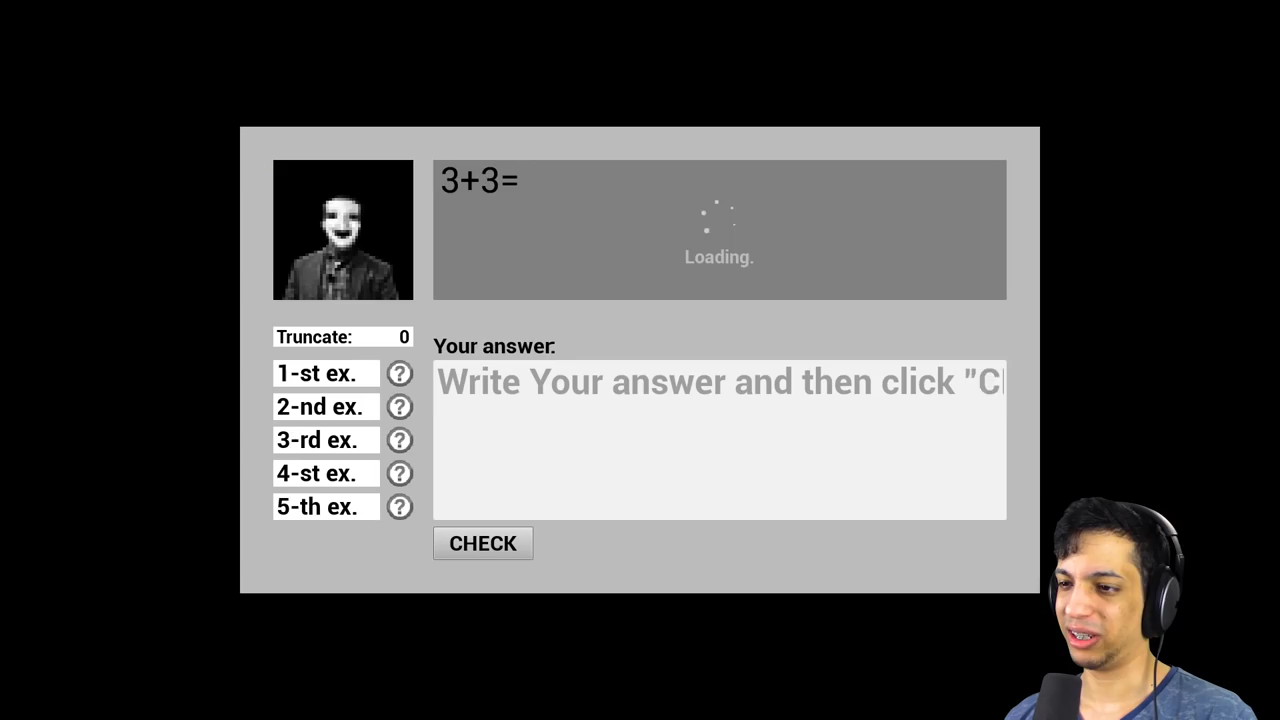 3+3=
Loading.
Truncate: 0
1-st ex. ?
2-nd ex. ?
3-rd ex. ?
4-st ex. ?
5-th ex. ?
Your answer:
Write Your answer and then click "C
CHECK